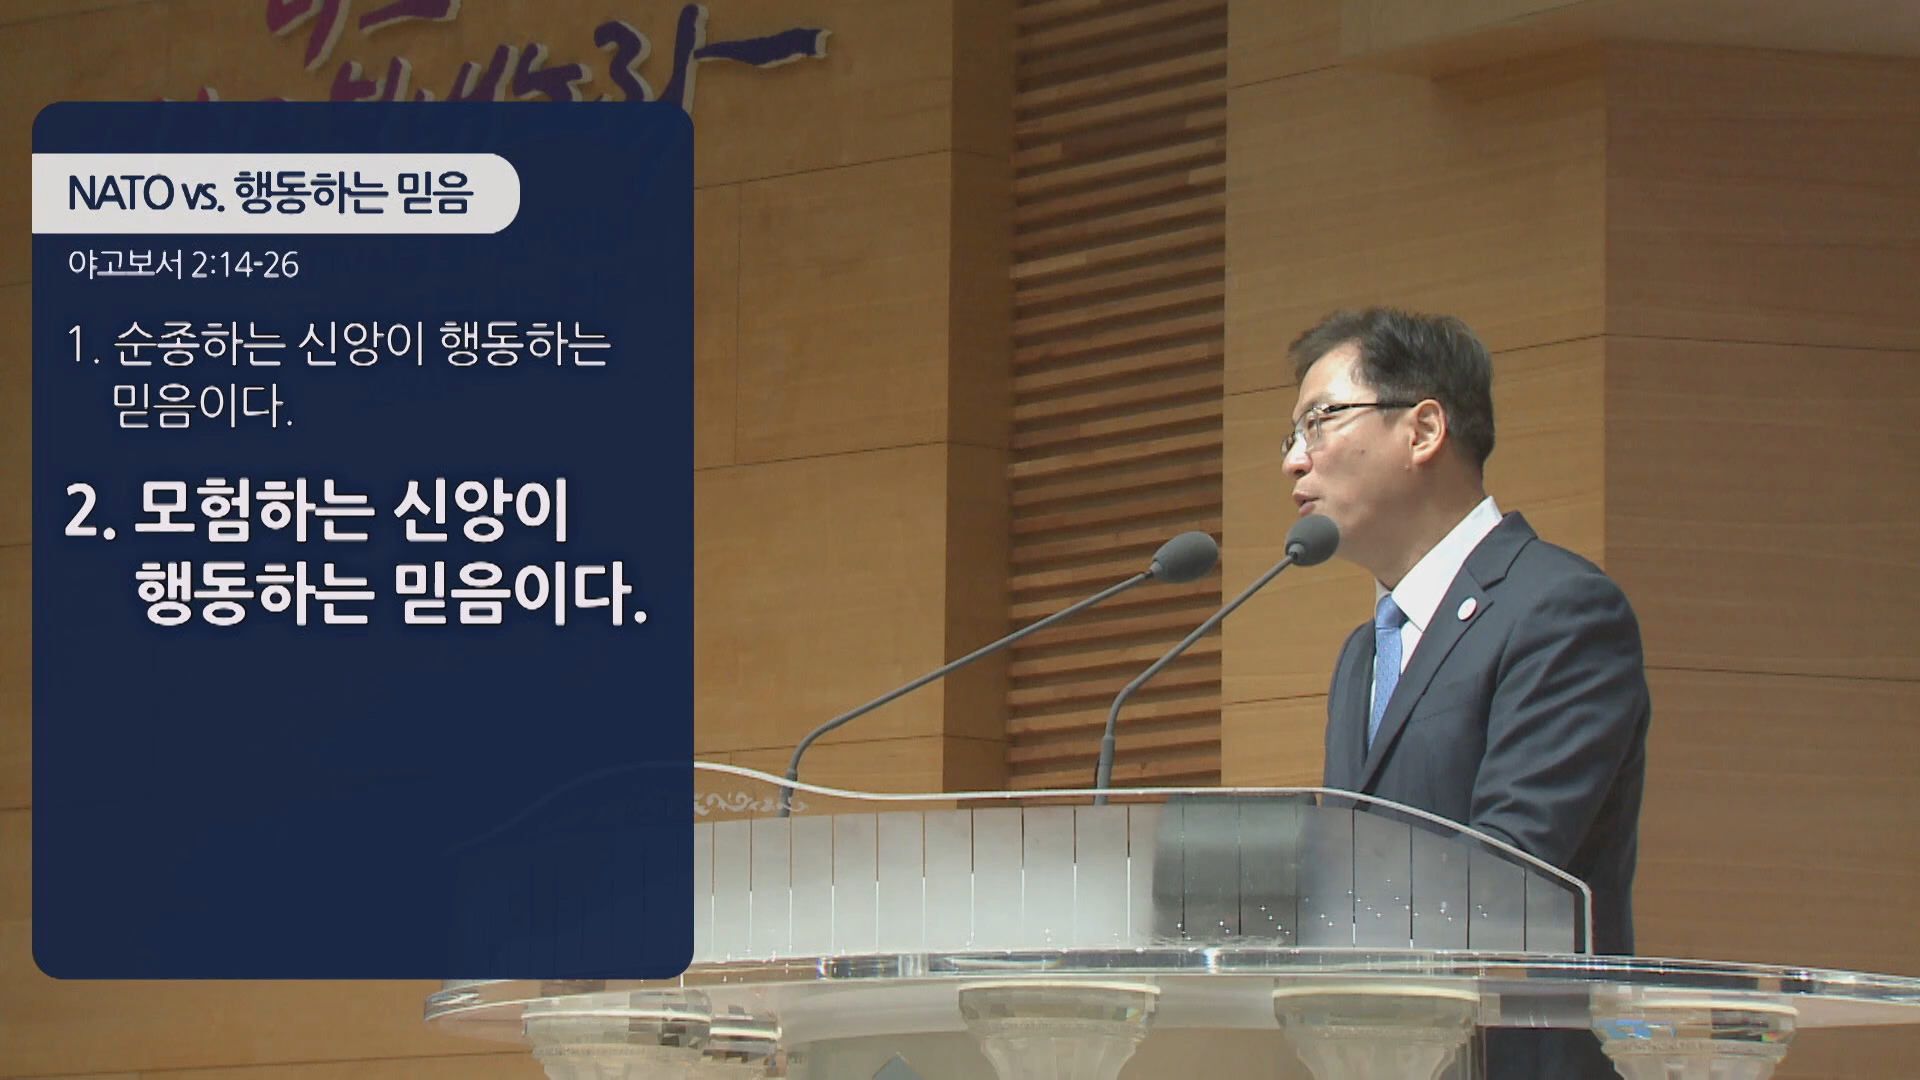 NATO vs. 행동하는 믿음
야고보서 2:14-26
1. 순종하는 신앙이 행동하는
믿음이다.
2. 모험하는 신앙이
행동하는 믿음이다.